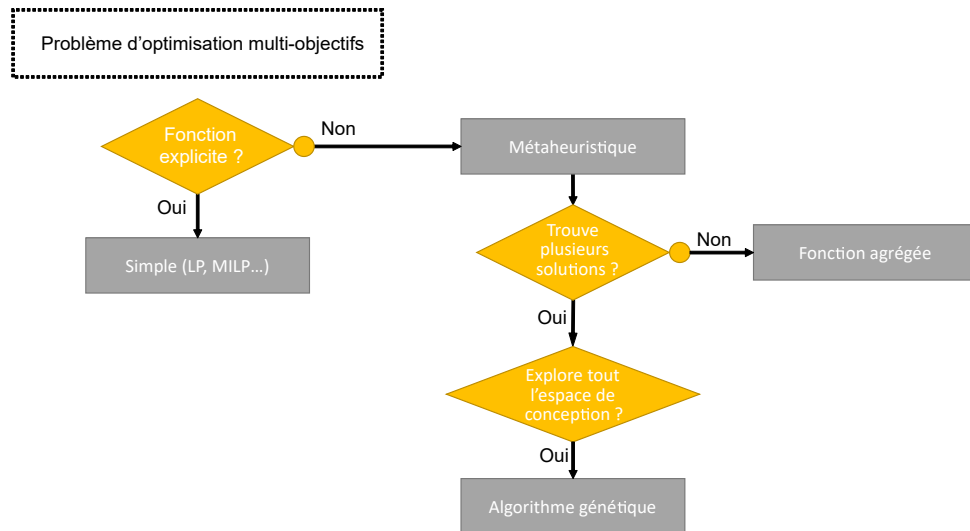 Problème d’optimisation multi-objectifs
Fonction
explicite ?
Non
Métaheuristique
Oui
Simple (LP, MILP…)
Trouve
plusieurs
solutions ?
Non
Fonction agrégée
Oui
Explore tout
l’espace de
conception ?
Oui
Algorithme génétique